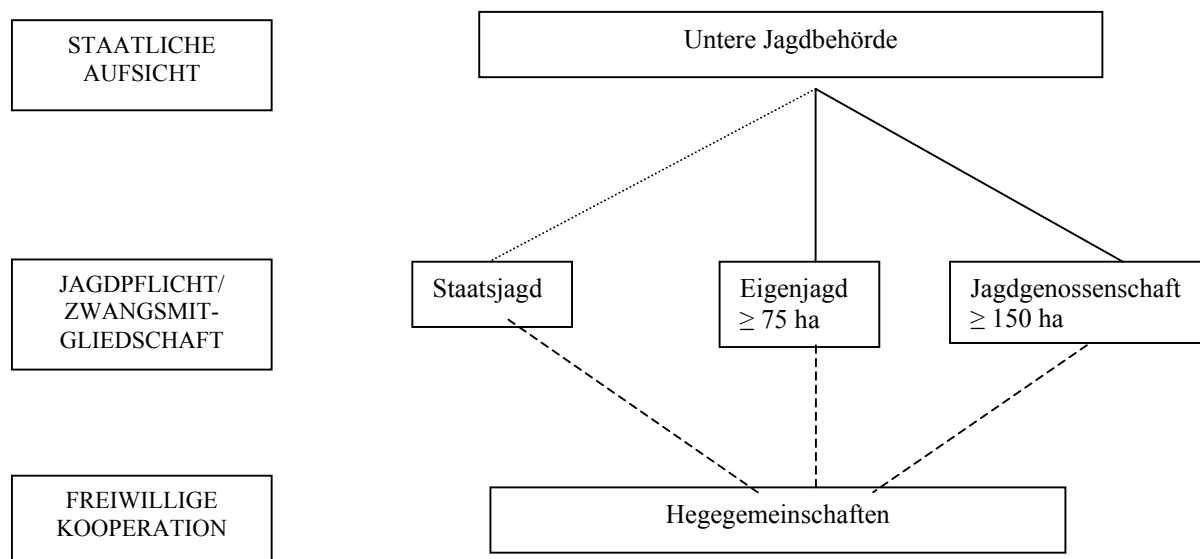 STAATLICHE
AUFSICHT
Untere Jagdbehörde
JAGDPFLICHT/
ZWANGSMIT-
GLIEDSCHAFT
Staatsjagd
Eigenjagd
≥ 75 ha
Jagdgenossenschaft
≥ 150 ha
FREIWILLIGE
KOOPERATION
Hegegemeinschaften